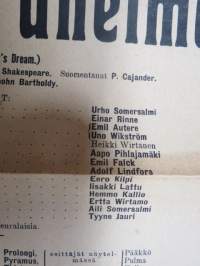 unelma
's Dream.)
Shakespeare. Suomentanut P. Cajander.
ohn Bartholdy.
T:
Urho Somersalmi
Einar Rinne
Emil Autere
Uno Wikström
Heikki Wirtanen
Aapo Pihlajamäki
Emil Falck
Adolf Lindfors
Eero Kilpi
Iisakki Lattu
Hemmo Kallio
Ertta Wirtamo
Aili Somersalmi
Tyyne Jauri
euralaisia.
Prologi. esittäjät näytel- Pääkkö
Pyramus. mässä Pulma